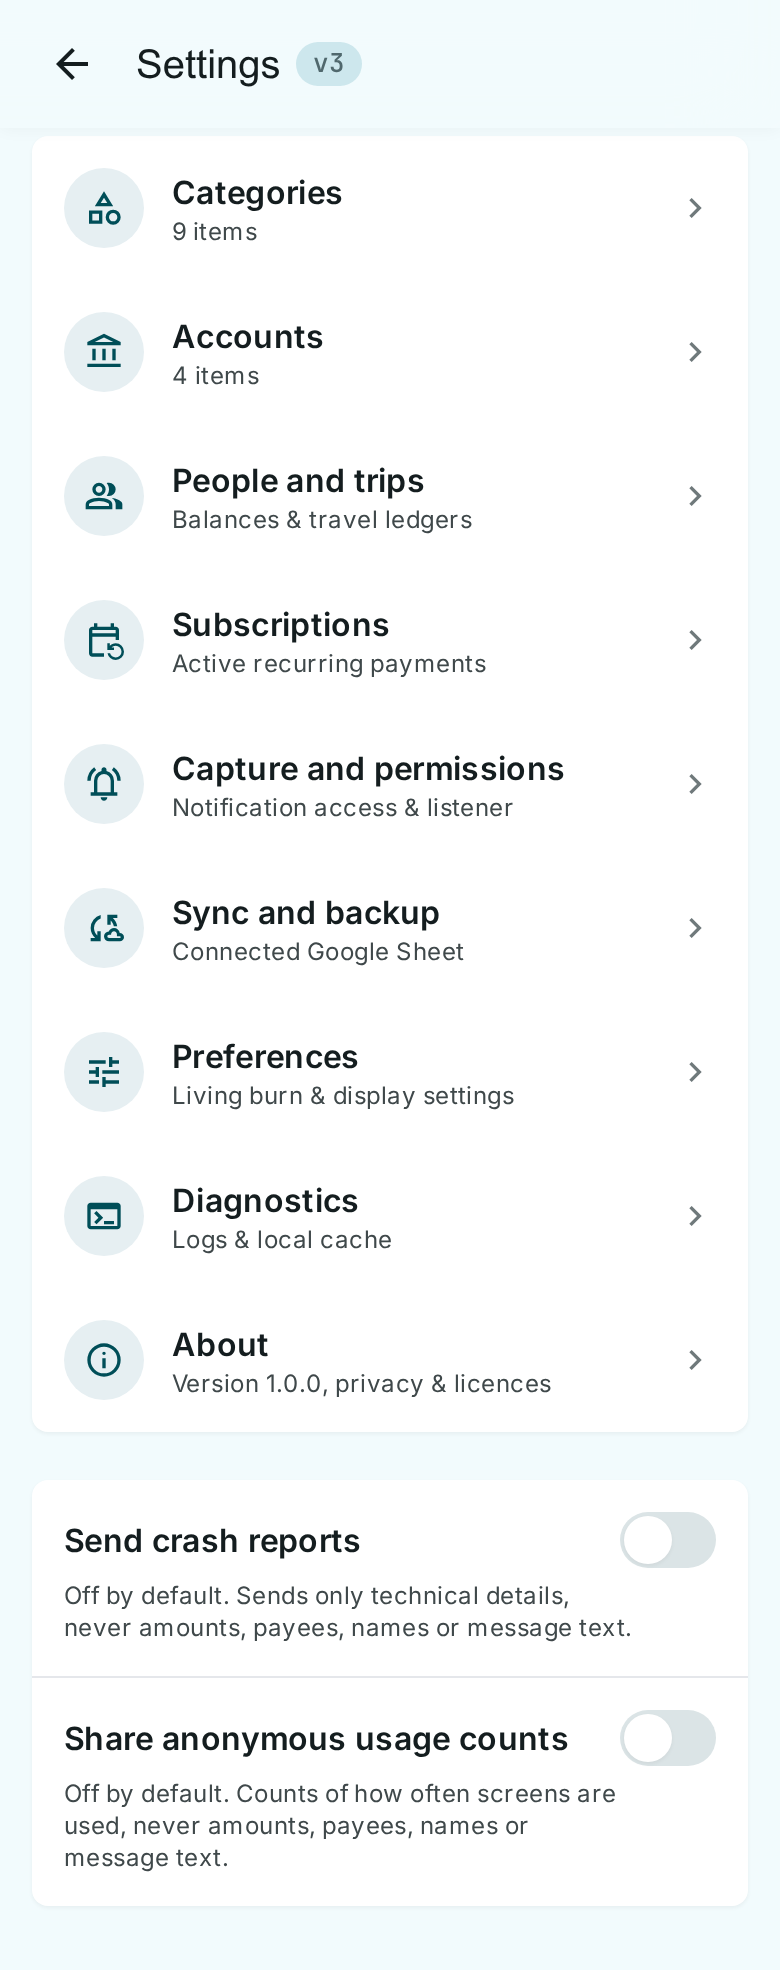 Settings v3
Categories
9 items
Accounts
4 items
People and trips
Balances & travel ledgers
Subscriptions
Active recurring payments
Capture and permissions
Notification access & listener
Sync and backup
Connected Google Sheet
Preferences
Living burn & display settings
Diagnostics
Logs & local cache
About
Version 1.0.0, privacy & licences
Send crash reports
Off by default. Sends only technical details,
never amounts, payees, names or message text.
Share anonymous usage counts
Off by default. Counts of how often screens are
used, never amounts, payees, names or
message text.